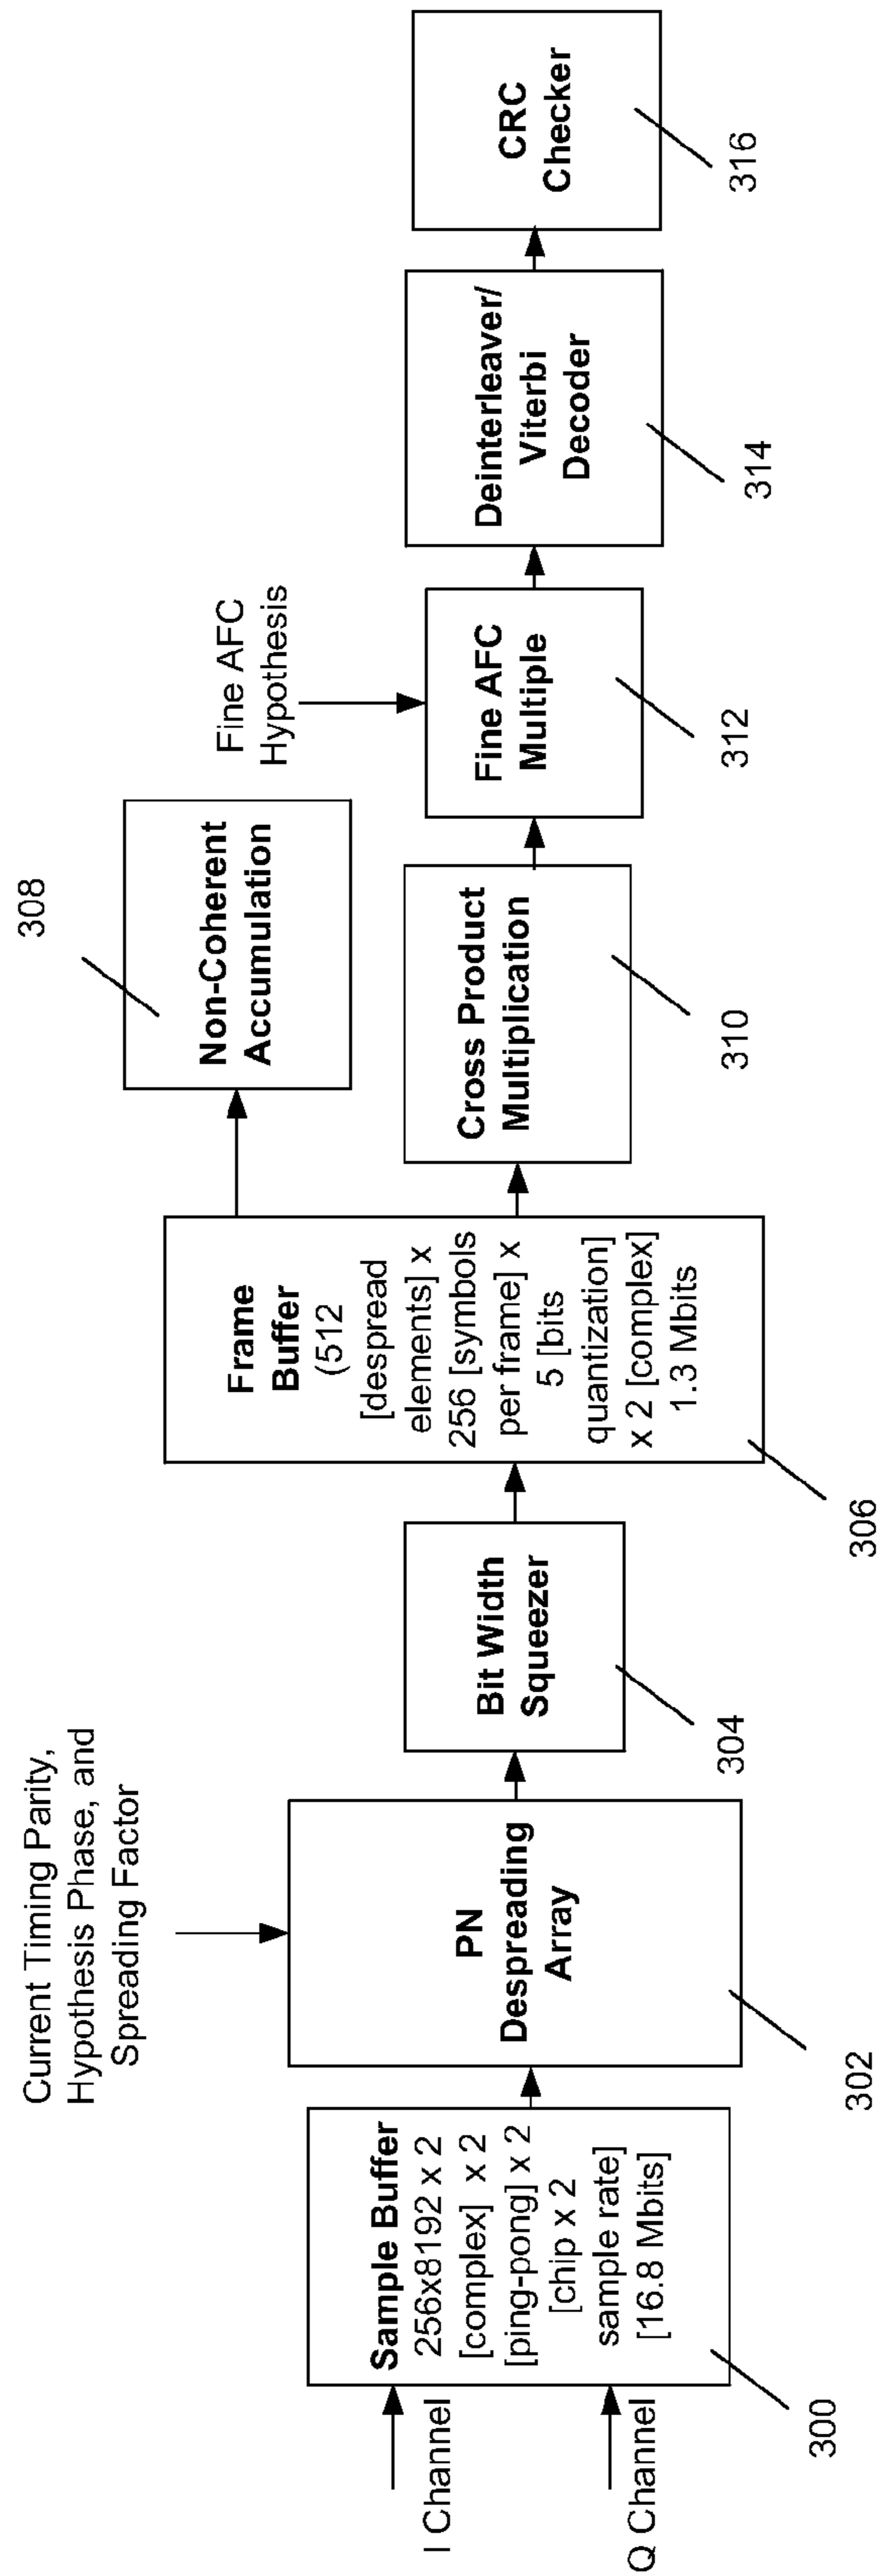 I Channel
Q Channel
Sample Buffer
256x8192 x 2
[complex] x 2
[ping-pong] x 2
[chip x 2
sample rate]
[16.8 Mbits]
300
Current Timing Parity,
Hypothesis Phase, and
Spreading Factor
PN
Despreading
Array
302
Bit Width
Squeezer
304
Frame
Buffer
(512
[despread
elements] x
256 [symbols
per frame] x
5 [bits
quantization]
x 2 [complex]
1.3 Mbits
306
308
Non-Coherent
Accumulation
Cross Product
Multiplication
310
Fine AFC
Hypothesis
Fine AFC
Multiple
312
Deinterleaver/
Viterbi
Decoder
314
CRC
Checker
316